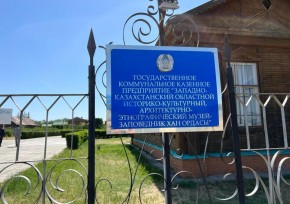 ГОСУДАРСТВЕННОЕ
КОММУНАЛЬНОЕ КАЗЕННОЕ
ПРЕДПРИЯТИЕ "ЗАПАДНО-
КАЗАХСТАНСКИЙ ОБЛАСТНОЙ
ИСТОРИКО-КУЛЬТУРНЫЙ,
АРХИТЕКТУРНО-
ЭТНОГРАФИЧЕСКИЙ МУЗЕЙ-
ЗАПОВЕДНИК ХАН ОРДАСЫ"